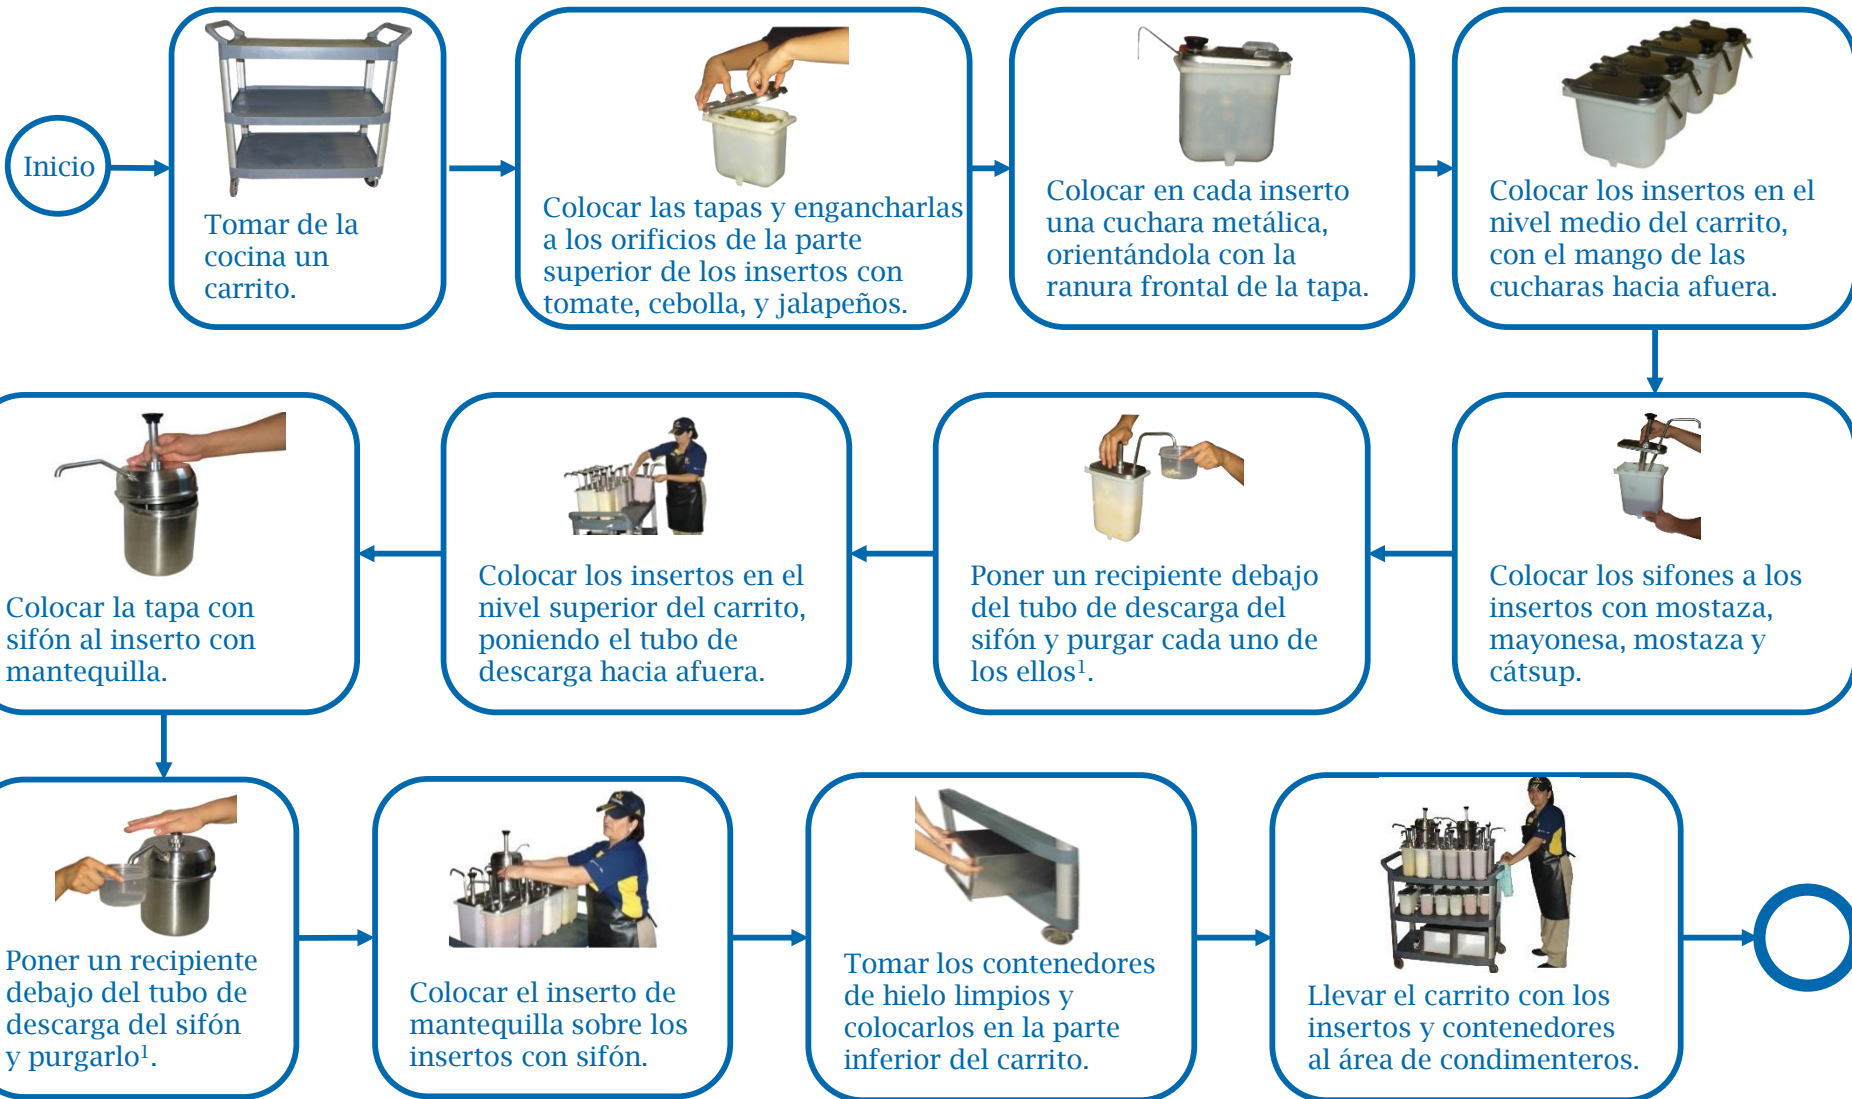 Inicio
Tomar de la
cocina un
carrito.
Colocar las tapas y engancharlas
a los orificios de la parte
superior de los insertos con
tomate, cebolla, y jalapeños.
Colocar en cada inserto
una cuchara metálica,
orientándola con la
ranura frontal de la tapa.
Colocar los insertos en el
nivel medio del carrito,
con el mango de las
cucharas hacia afuera.
Colocar los sifones a los
insertos con mostaza,
mayonesa, mostaza y
cátsup.
Poner un recipiente debajo
del tubo de descarga del
sifón y purgar cada uno de
los ellos¹.
Colocar los insertos en el
nivel superior del carrito,
poniendo el tubo de
descarga hacia afuera.
Colocar la tapa con
sifón al inserto con
mantequilla.
Poner un recipiente
debajo del tubo de
descarga del sifón
y purgarlo¹.
Colocar el inserto de
mantequilla sobre los
insertos con sifón.
Tomar los contenedores
de hielo limpios y
colocarlos en la parte
inferior del carrito.
Llevar el carrito con los
insertos y contenedores
al área de condimenteros.